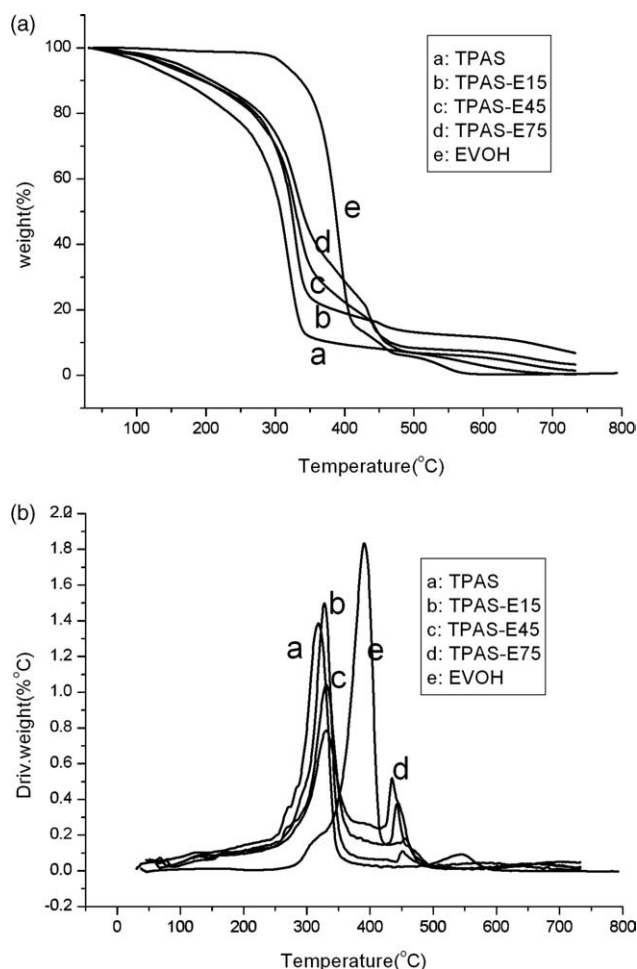 (a)
100
80
60
40
20
0
weight(%)
100 200 300 400 500 600 700 800
Temperature(°C)
a: TPAS
b: TPAS-E15
c: TPAS-E45
d: TPAS-E75
e: EVOH
e
d
c
b
a
(b)
2.0
1.8
1.6
1.4
1.2
1.0
0.8
0.6
0.4
0.2
0.0
-0.2
Driv.weight(%°C)
0 100 200 300 400 500 600 700 800
Temperature(°C)
a: TPAS
b: TPAS-E15
c: TPAS-E45
d: TPAS-E75
e: EVOH
b
a
e
c
d